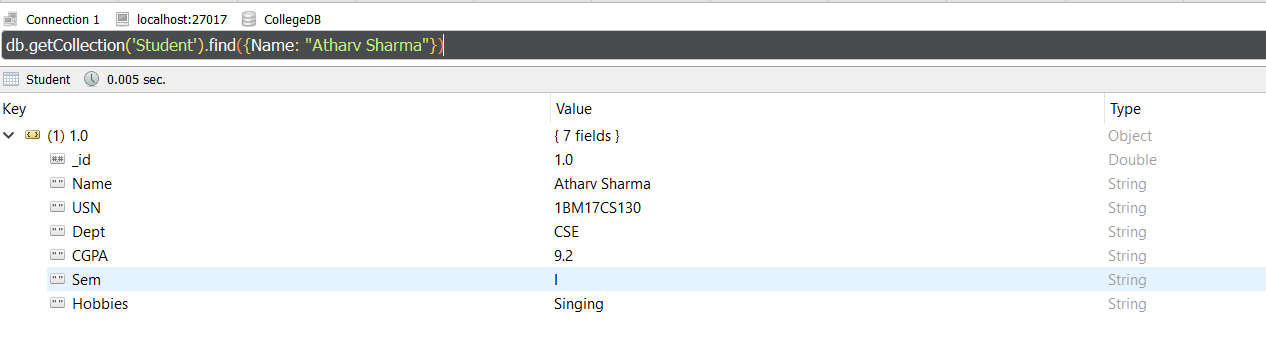 Connection 1 localhost:27017 CollegeDB
db.getCollection('Student').find({Name: "Atharv Sharma"})
Student 0.005 sec.
Key Value Type
(1) 1.0 { 7 fields } Object
_id 1.0 Double
Name Atharv Sharma String
USN 1BM17CS130 String
Dept CSE String
CGPA 9.2 String
Sem I String
Hobbies Singing String